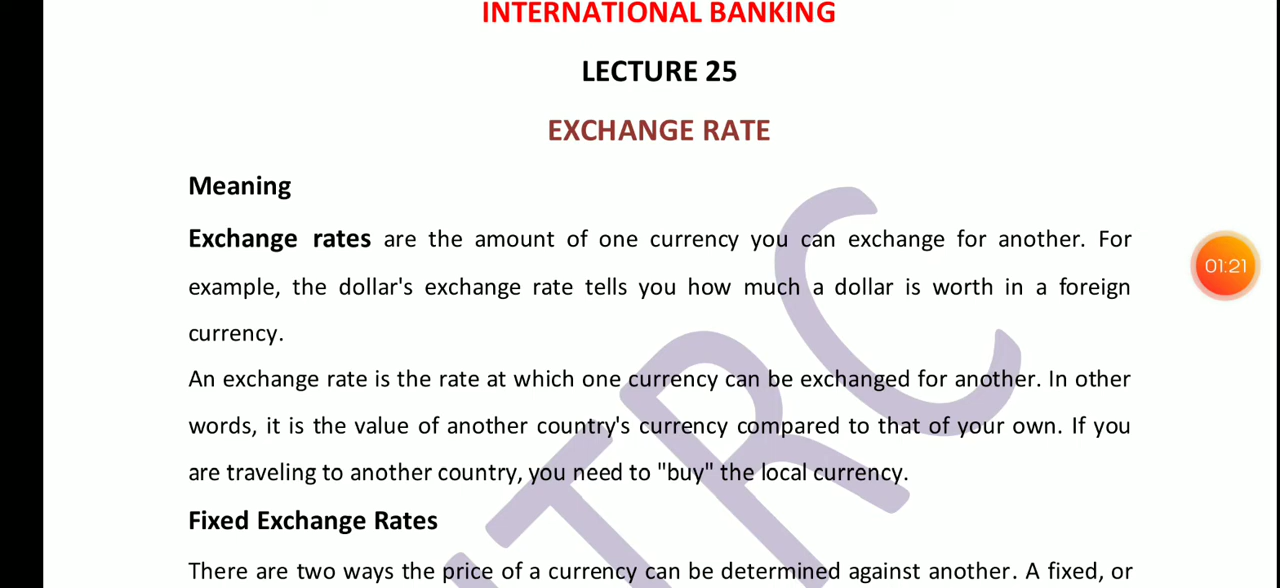 INTERNATIONAL BANKING
LECTURE 25
EXCHANGE RATE
Meaning
Exchange rates are the amount of one currency you can exchange for another. For
example, the dollar's exchange rate tells you how much a dollar is worth in a foreign
currency.
An exchange rate is the rate at which one currency can be exchanged for another. In other
words, it is the value of another country's currency compared to that of your own. If you
are traveling to another country, you need to "buy" the local currency.
Fixed Exchange Rates
There are two ways the price of a currency can be determined against another. A fixed, or
01:21
TRC